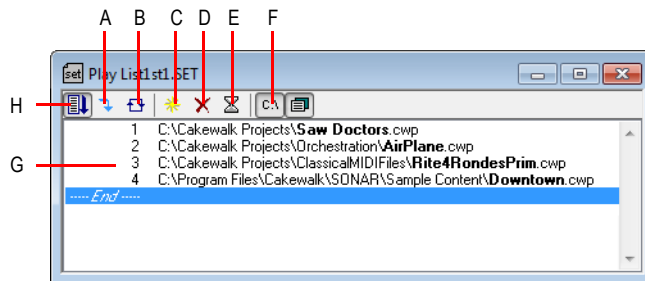 A B C D E F
set Play List1st1.SET
H C:\
1 C:\Cakewalk Projects\Saw Doctors.cwp
2 C:\Cakewalk Projects\Orchestration\AirPlane.cwp
G 3 C:\Cakewalk Projects\ClassicalMIDIFiles\Rite4RondesPrim.cwp
4 C:\Program Files\Cakewalk\SONAR\Sample Content\Downtown.cwp
----- End -----